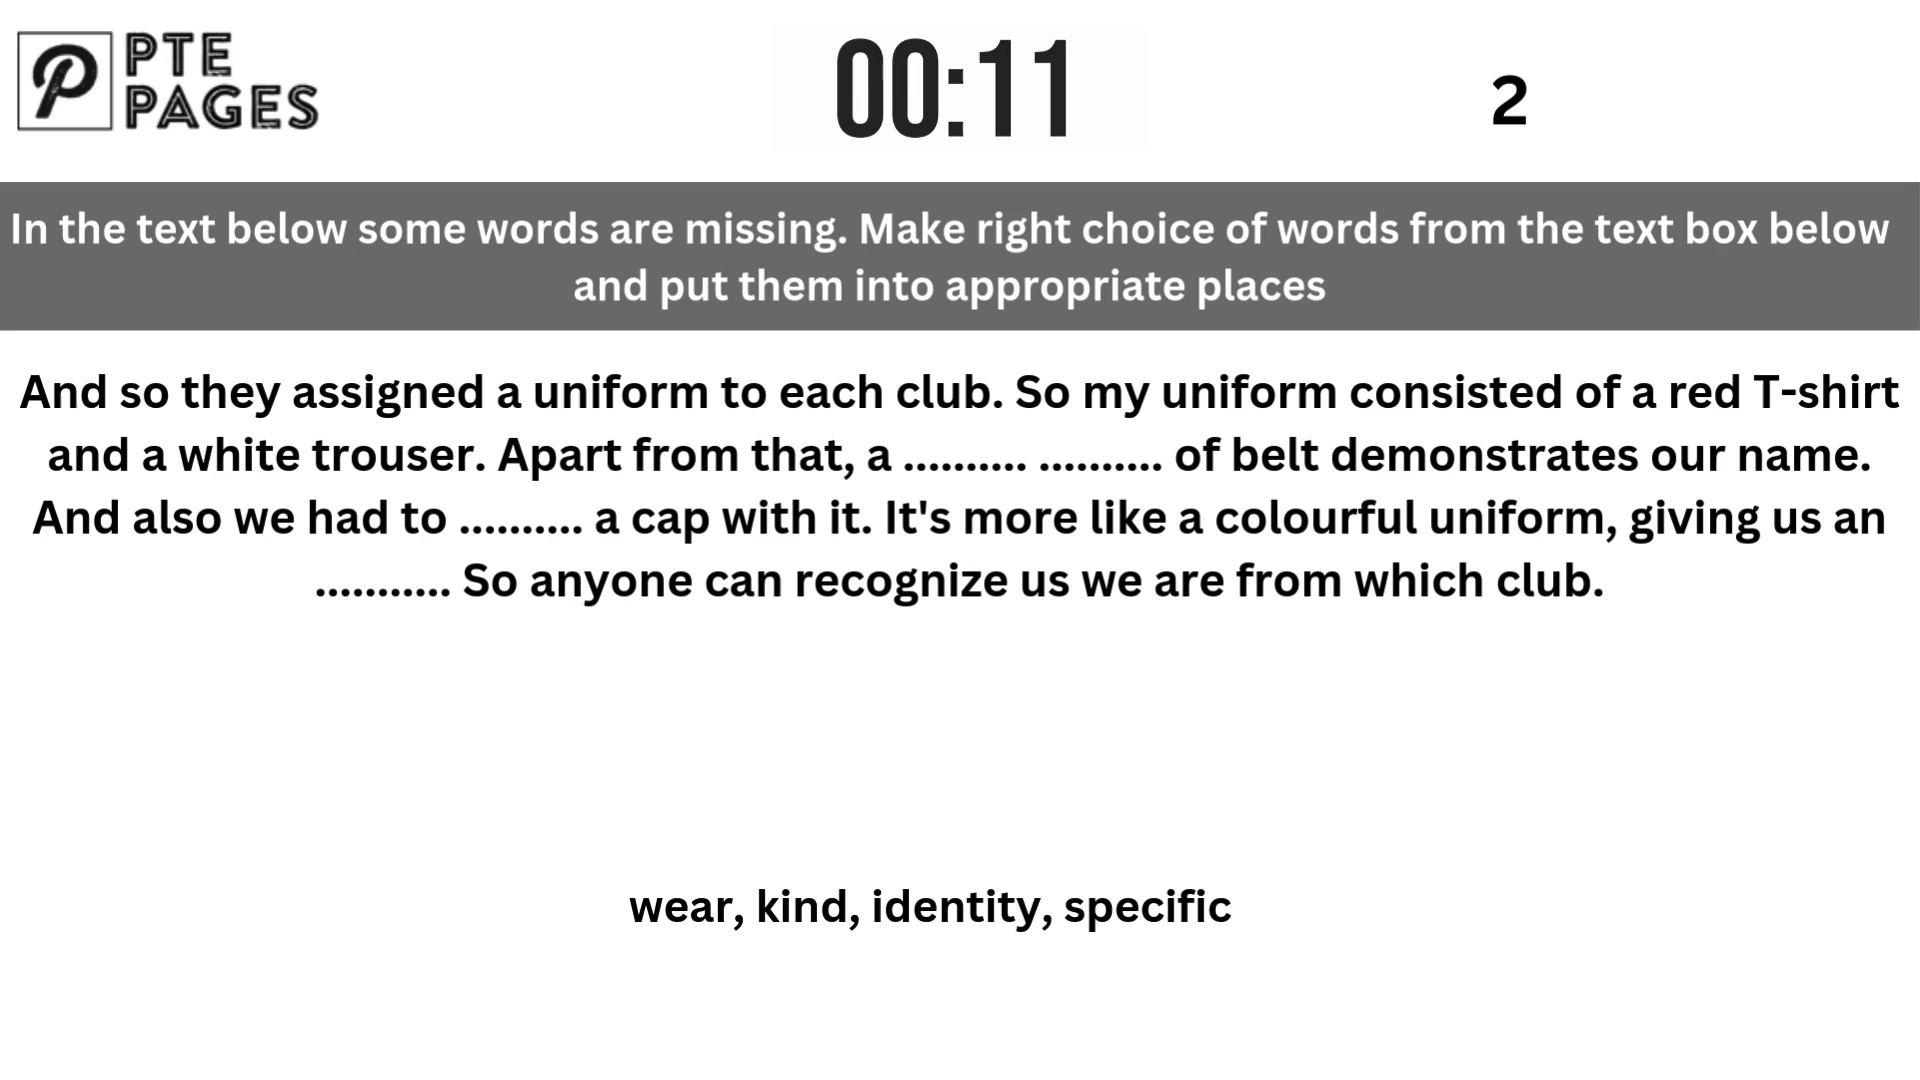 PTE
PAGES
00:11
2
In the text below some words are missing. Make right choice of words from the text box below
and put them into appropriate places
And so they assigned a uniform to each club. So my uniform consisted of a red T-shirt
and a white trouser. Apart from that, a .......... .......... of belt demonstrates our name.
And also we had to .......... a cap with it. It's more like a colourful uniform, giving us an
........... So anyone can recognize us we are from which club.
wear, kind, identity, specific